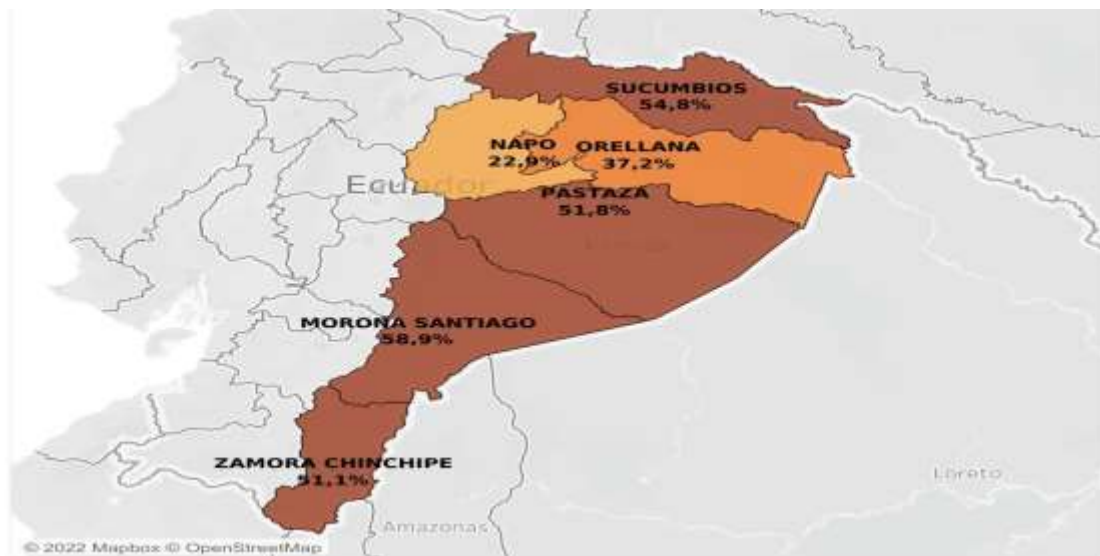 SUCUMBIOS
54,8%
NAPO
22,9%
ORELLANA
37,2%
Ecuador
PASTAZA
51,8%
MORONA SANTIAGO
58,9%
ZAMORA CHINCHIPE
51,1%
Loreto
Amazonas
© 2022 Mapbox © OpenStreetMap